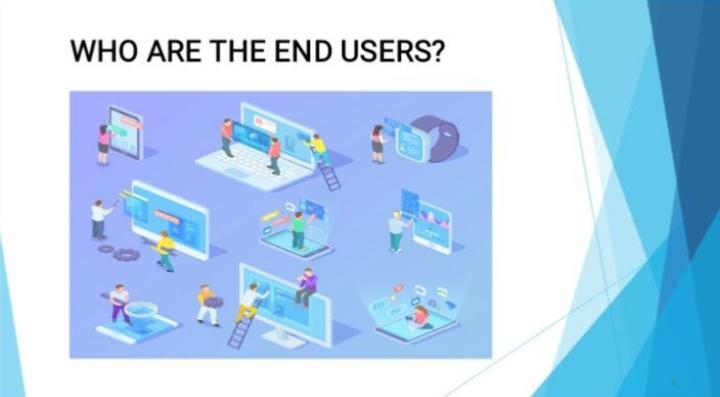 WHO ARE THE END USERS?